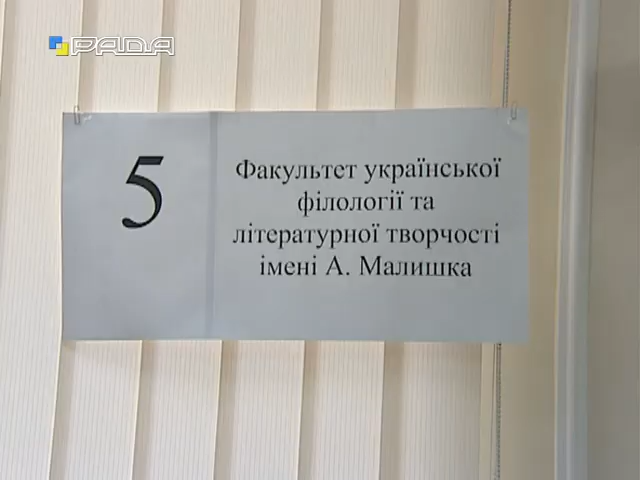 РАДА
5
Факультет української
філології та
літературної творчості
імені А. Малишка